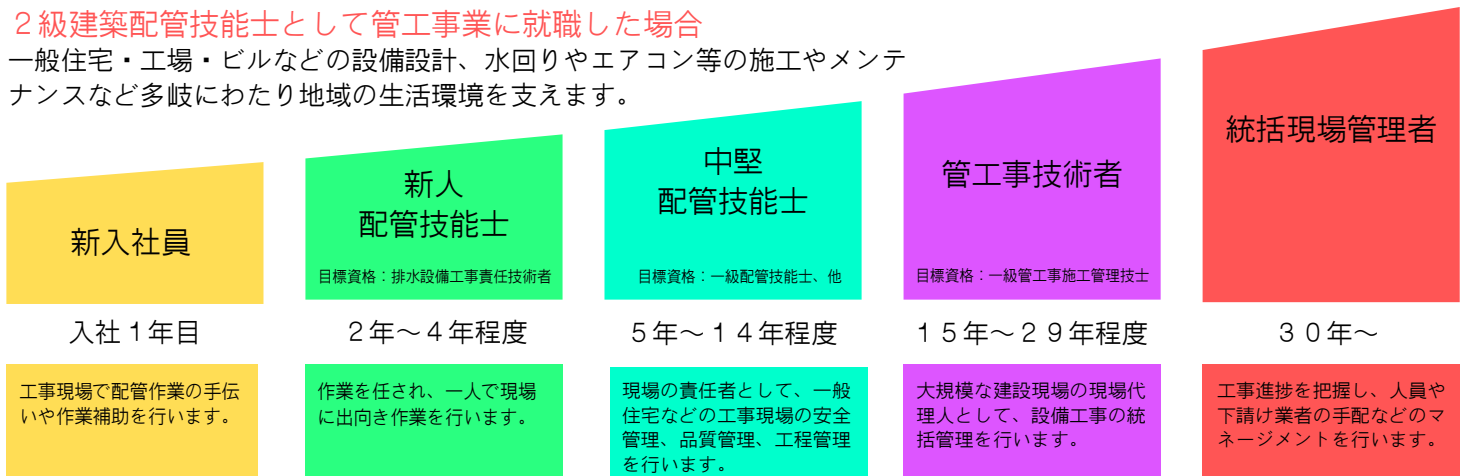 ２級建築配管技能士として管工事業に就職した場合
一般住宅・工場・ビルなどの設備設計、水回りやエアコン等の施工やメンテ
ナンスなど多岐にわたり地域の生活環境を支えます。
新入社員
新人
配管技能士
目標資格：排水設備工事責任技術者
中堅
配管技能士
目標資格：一級配管技能士、他
管工事技術者
目標資格：一級管工事施工管理技士
統括現場管理者
入社１年目
２年～４年程度
５年～１４年程度
１５年～２９年程度
３０年～
工事現場で配管作業の手伝
いや作業補助を行います。
作業を任され、一人で現場
に出向き作業を行います。
現場の責任者として、一般
住宅などの工事現場の安全
管理、品質管理、工程管理
を行います。
大規模な建設現場の現場代
理人として、設備工事の統
括管理を行います。
工事進捗を把握し、人員や
下請け業者の手配などのマ
ネージメントを行います。